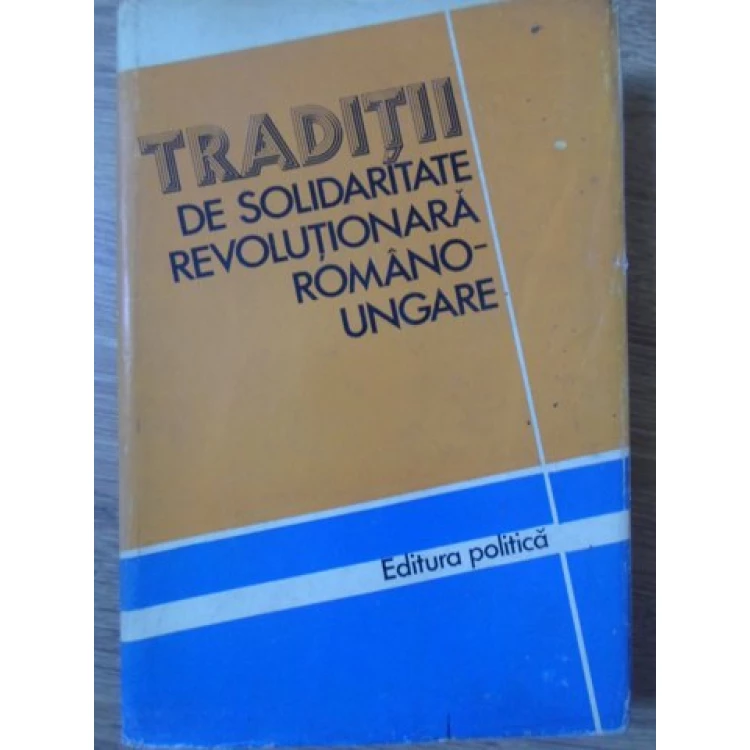 TRADIȚII
DE SOLIDARITATE
REVOLUȚIONARĂ
ROMÂNO-
UNGARE
Editura politică